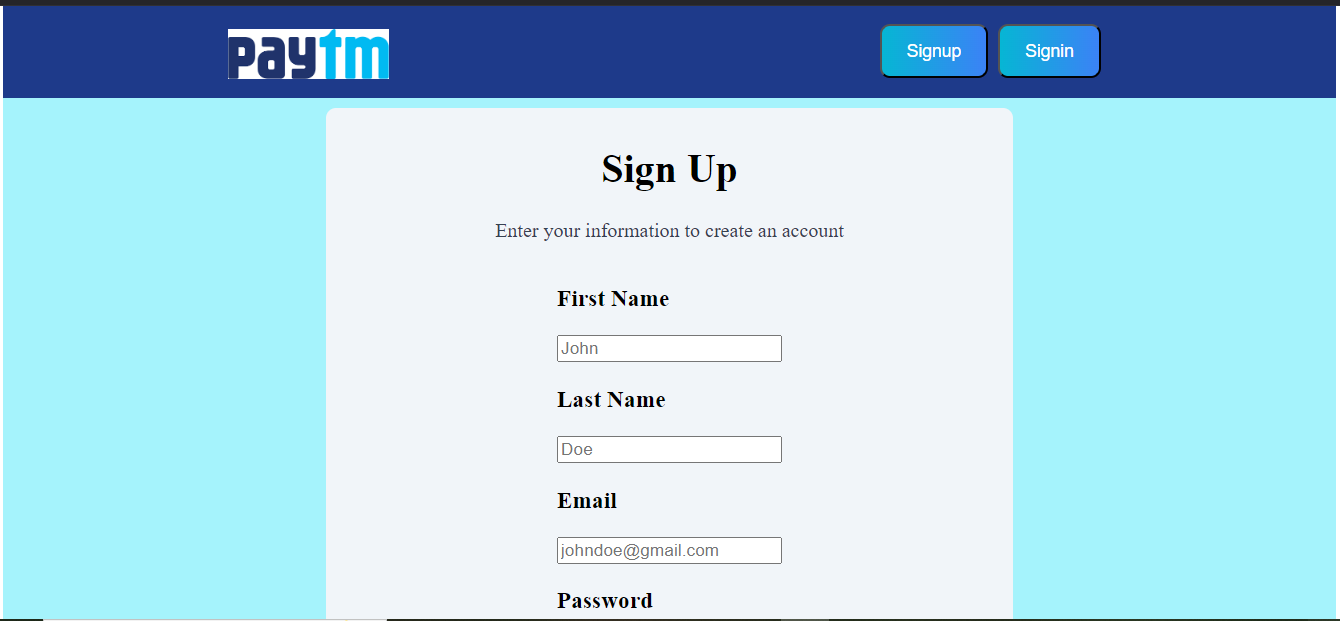 paytm
Signup Signin
Sign Up
Enter your information to create an account
First Name
John
Last Name
Doe
Email
johndoe@gmail.com
Password